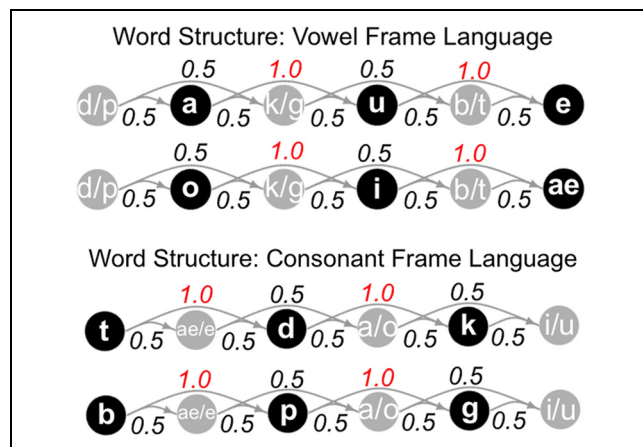 Word Structure: Vowel Frame Language
0.5 1.0 0.5 1.0
d/p a k/g u b/t e
0.5 0.5 0.5 0.5 0.5
0.5 1.0 0.5 1.0
d/p o k/g i b/t ae
0.5 0.5 0.5 0.5 0.5
Word Structure: Consonant Frame Language
1.0 0.5 1.0 0.5
t ae/e d a/o k i/u
0.5 0.5 0.5 0.5 0.5
1.0 0.5 1.0 0.5
b ae/e p a/o g i/u
0.5 0.5 0.5 0.5 0.5